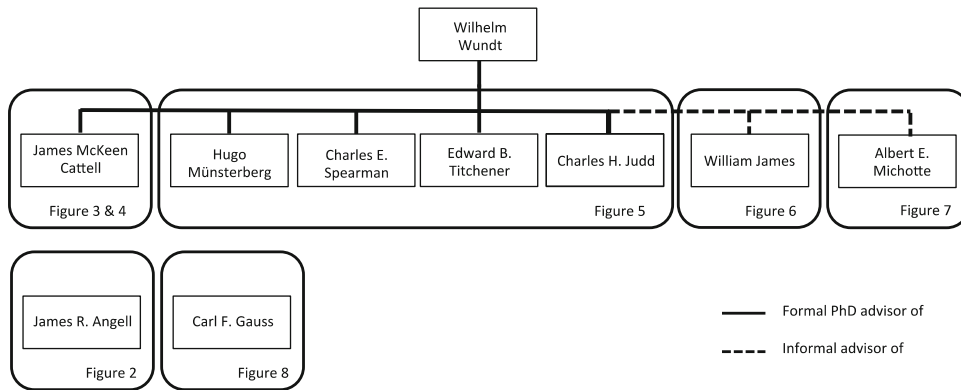 Wilhelm
Wundt
James McKeen
Cattell
Hugo
Münsterberg
Charles E.
Spearman
Edward B.
Titchener
Charles H. Judd
William James
Albert E.
Michotte
Figure 3 & 4
Figure 5
Figure 6
Figure 7
James R. Angell
Carl F. Gauss
Figure 2
Figure 8
Formal PhD advisor of
Informal advisor of